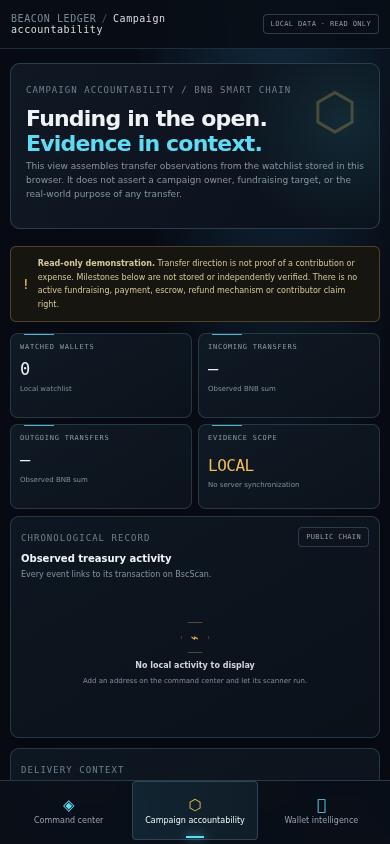 BEACON LEDGER / Campaign
accountability
LOCAL DATA · READ ONLY
CAMPAIGN ACCOUNTABILITY / BNB SMART CHAIN
Funding in the open.
Evidence in context.
This view assembles transfer observations from the watchlist stored in this
browser. It does not assert a campaign owner, fundraising target, or the
real-world purpose of any transfer.
!
Read-only demonstration. Transfer direction is not proof of a contribution or
expense. Milestones below are not stored or independently verified. There is no
active fundraising, payment, escrow, refund mechanism or contributor claim
right.
WATCHED WALLETS
0
Local watchlist
INCOMING TRANSFERS
—
Observed BNB sum
OUTGOING TRANSFERS
—
Observed BNB sum
EVIDENCE SCOPE
LOCAL
No server synchronization
CHRONOLOGICAL RECORD
PUBLIC CHAIN
Observed treasury activity
Every event links to its transaction on BscScan.
No local activity to display
Add an address on the command center and let its scanner run.
DELIVERY CONTEXT
Command center
Campaign accountability
Wallet intelligence